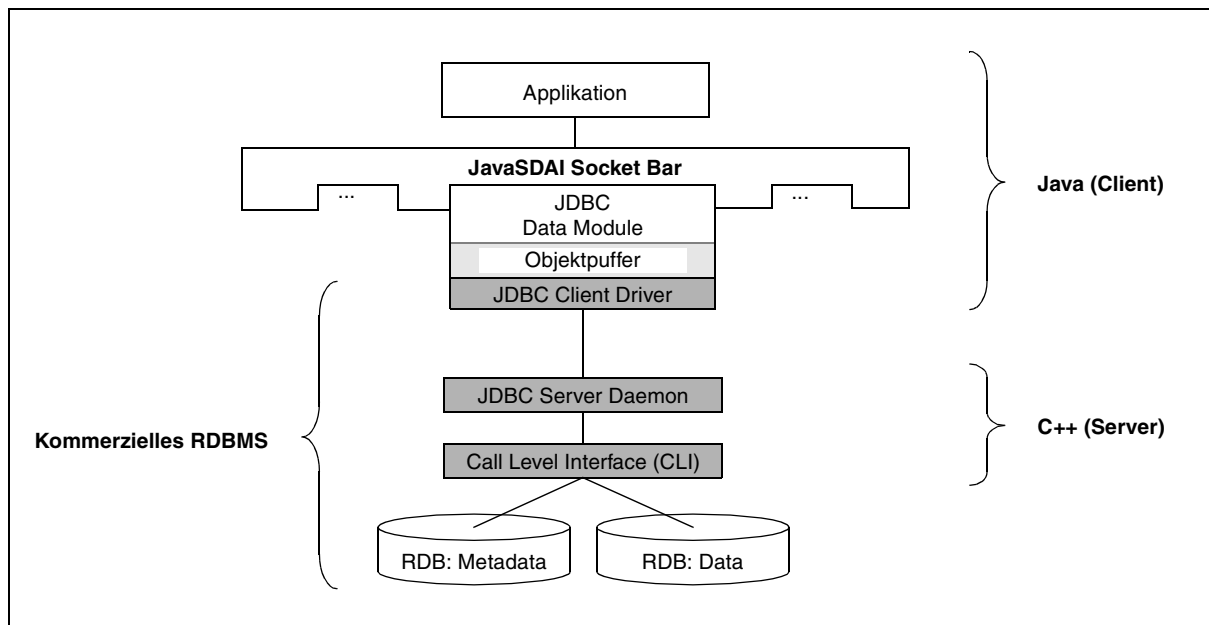 Applikation
JavaSDAI Socket Bar
...
...
JDBC
Data Module
Java (Client)
Objektpuffer
JDBC Client Driver
JDBC Server Daemon
C++ (Server)
Kommerzielles RDBMS
Call Level Interface (CLI)
RDB: Metadata
RDB: Data